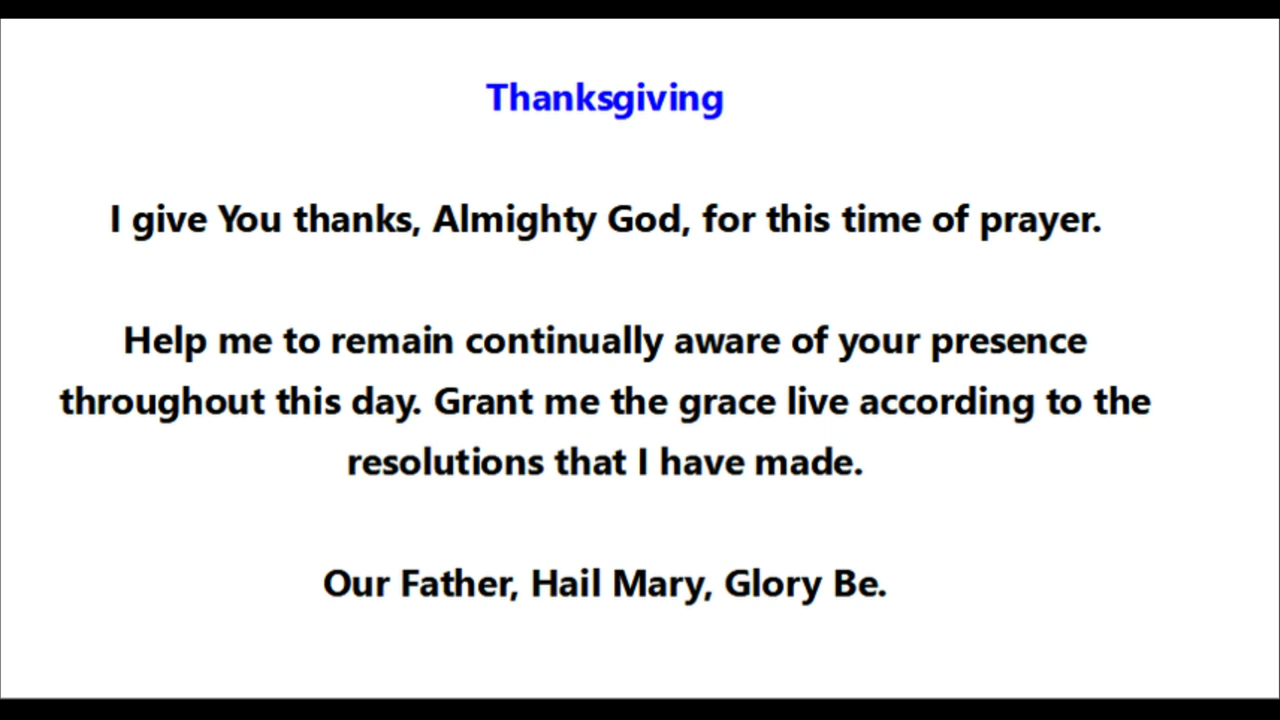 Thanksgiving
I give You thanks, Almighty God, for this time of prayer.
Help me to remain continually aware of your presence
throughout this day. Grant me the grace live according to the
resolutions that I have made.
Our Father, Hail Mary, Glory Be.